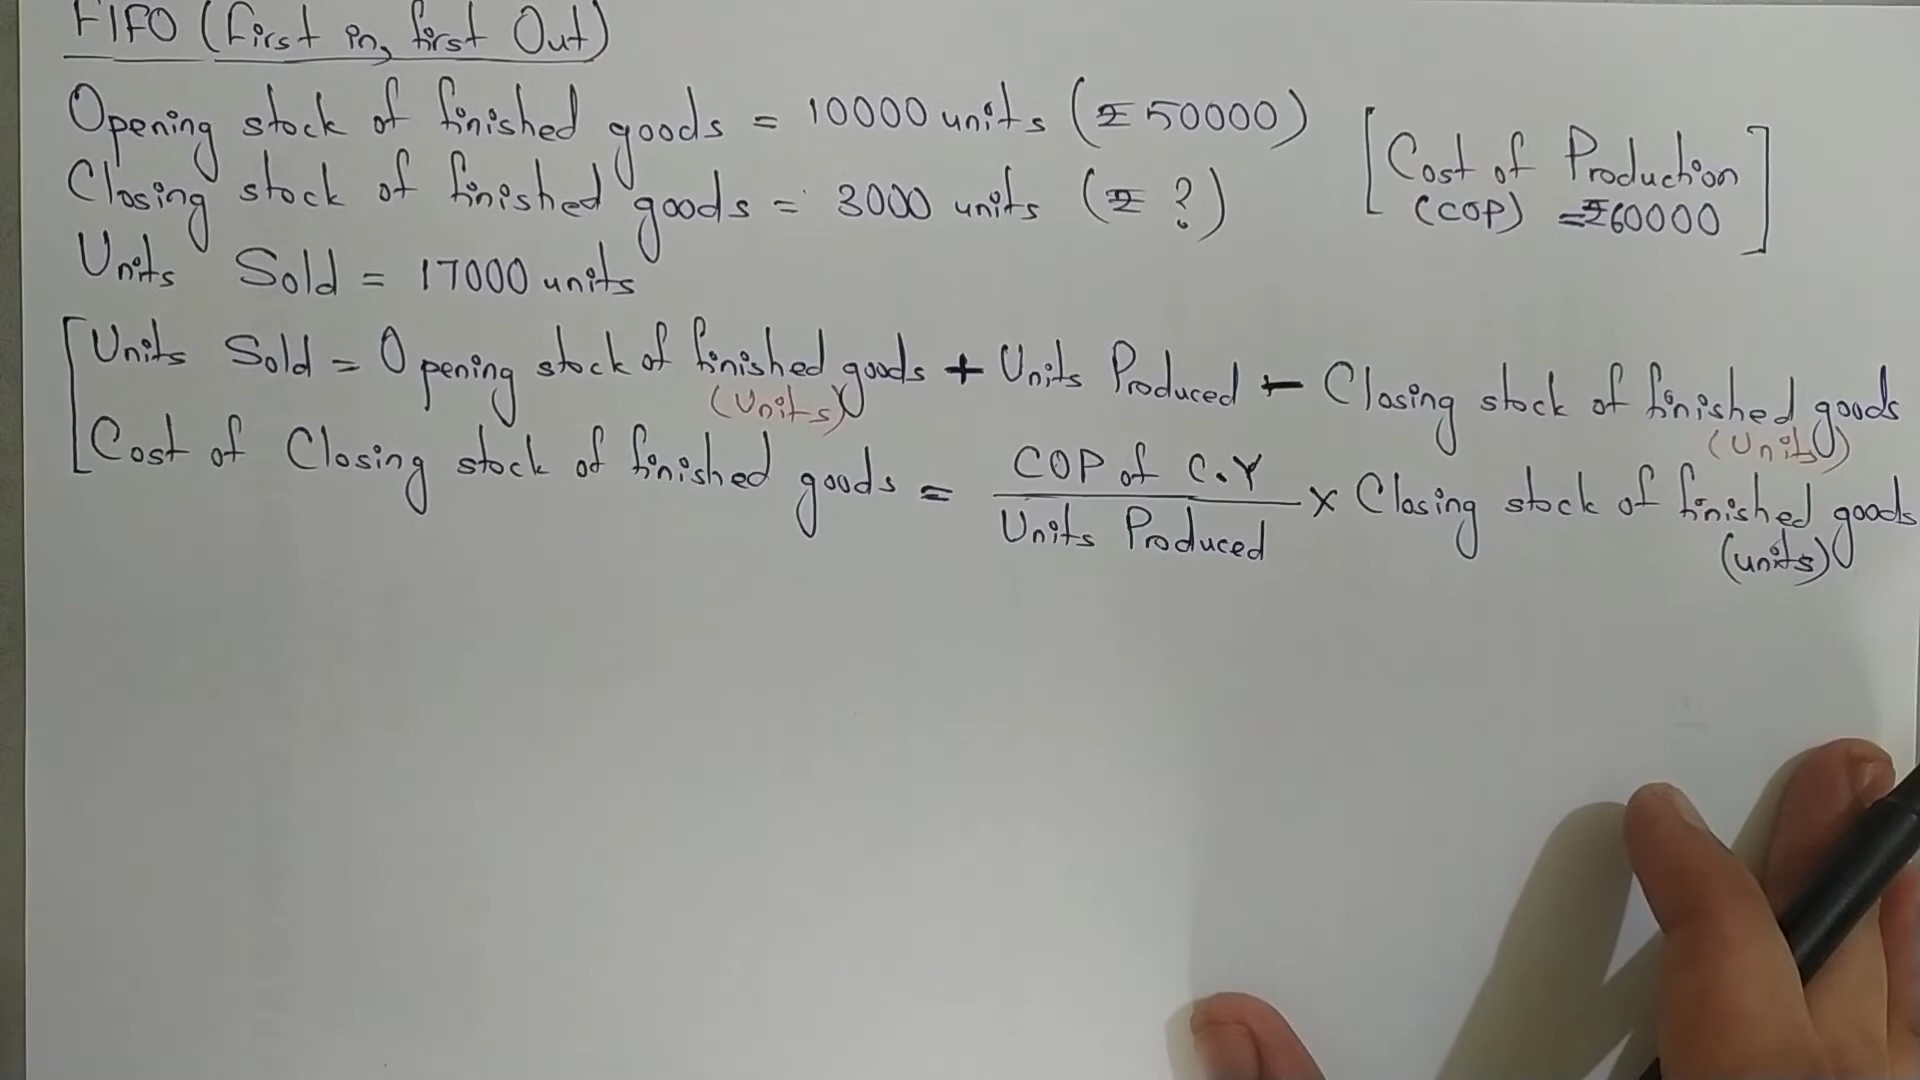 FIFO (First in, first Out)
Opening stock of finished goods = 10000 units (₹ 50000)
Closing stock of finished goods = 3000 units (₹ ?)
[Cost of Production
(COP) = ₹60000]
Units Sold = 17000 units
[Units Sold = Opening stock of finished goods + Units Produced - Closing stock of finished goods
(Units) (Units)
Cost of Closing stock of finished goods = COP of C.Y / Units Produced × Closing stock of finished goods
(units)